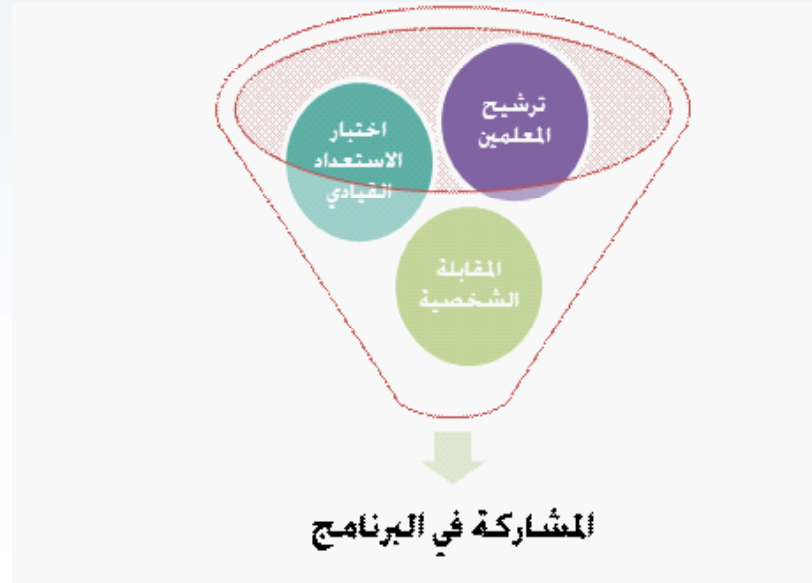 ترشيح
المعلمين
اختبار
الاستعداد
القيادي
المقابلة
الشخصية
المشاركة في البرنامج